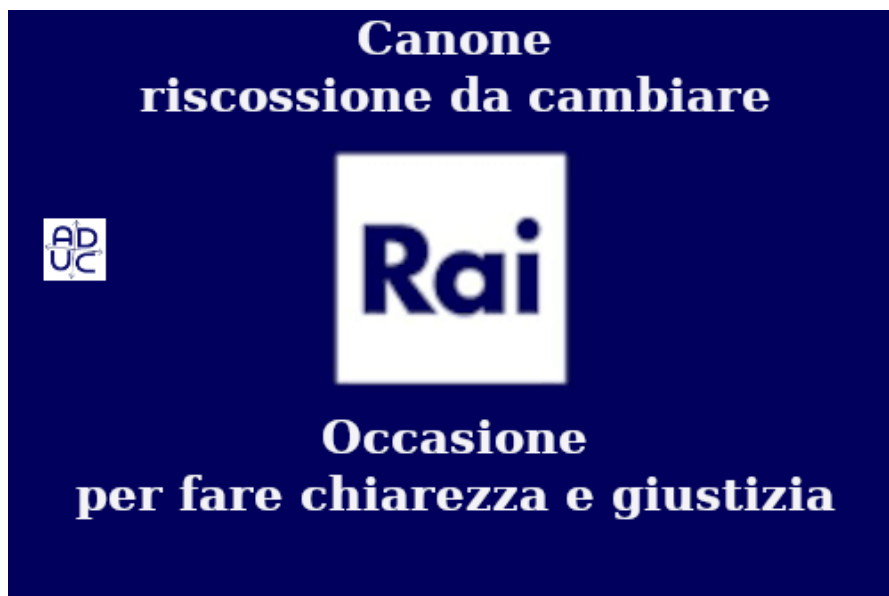 Canone
riscossione da cambiare
AD
UC
Rai
Occasione
per fare chiarezza e giustizia